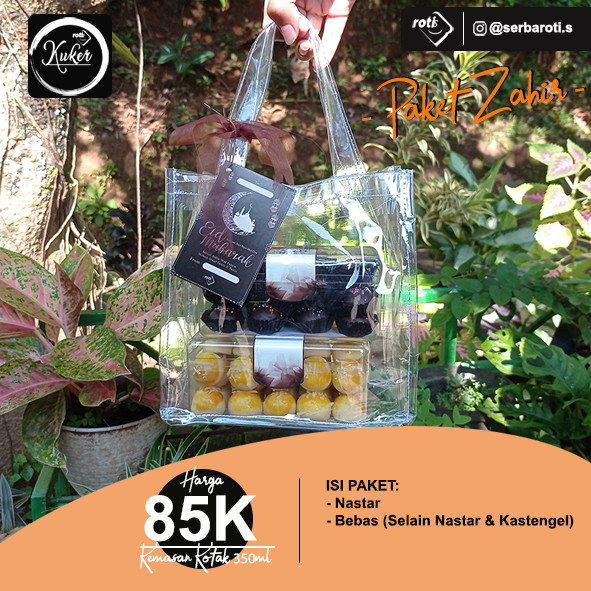 roti
Kuker
roti
@serbaroti.s
- Paket Zahir -
Eid
Mubarak
Harga
85K
Kemasan Kotak 350ml
ISI PAKET:
- Nastar
- Bebas (Selain Nastar & Kastengel)